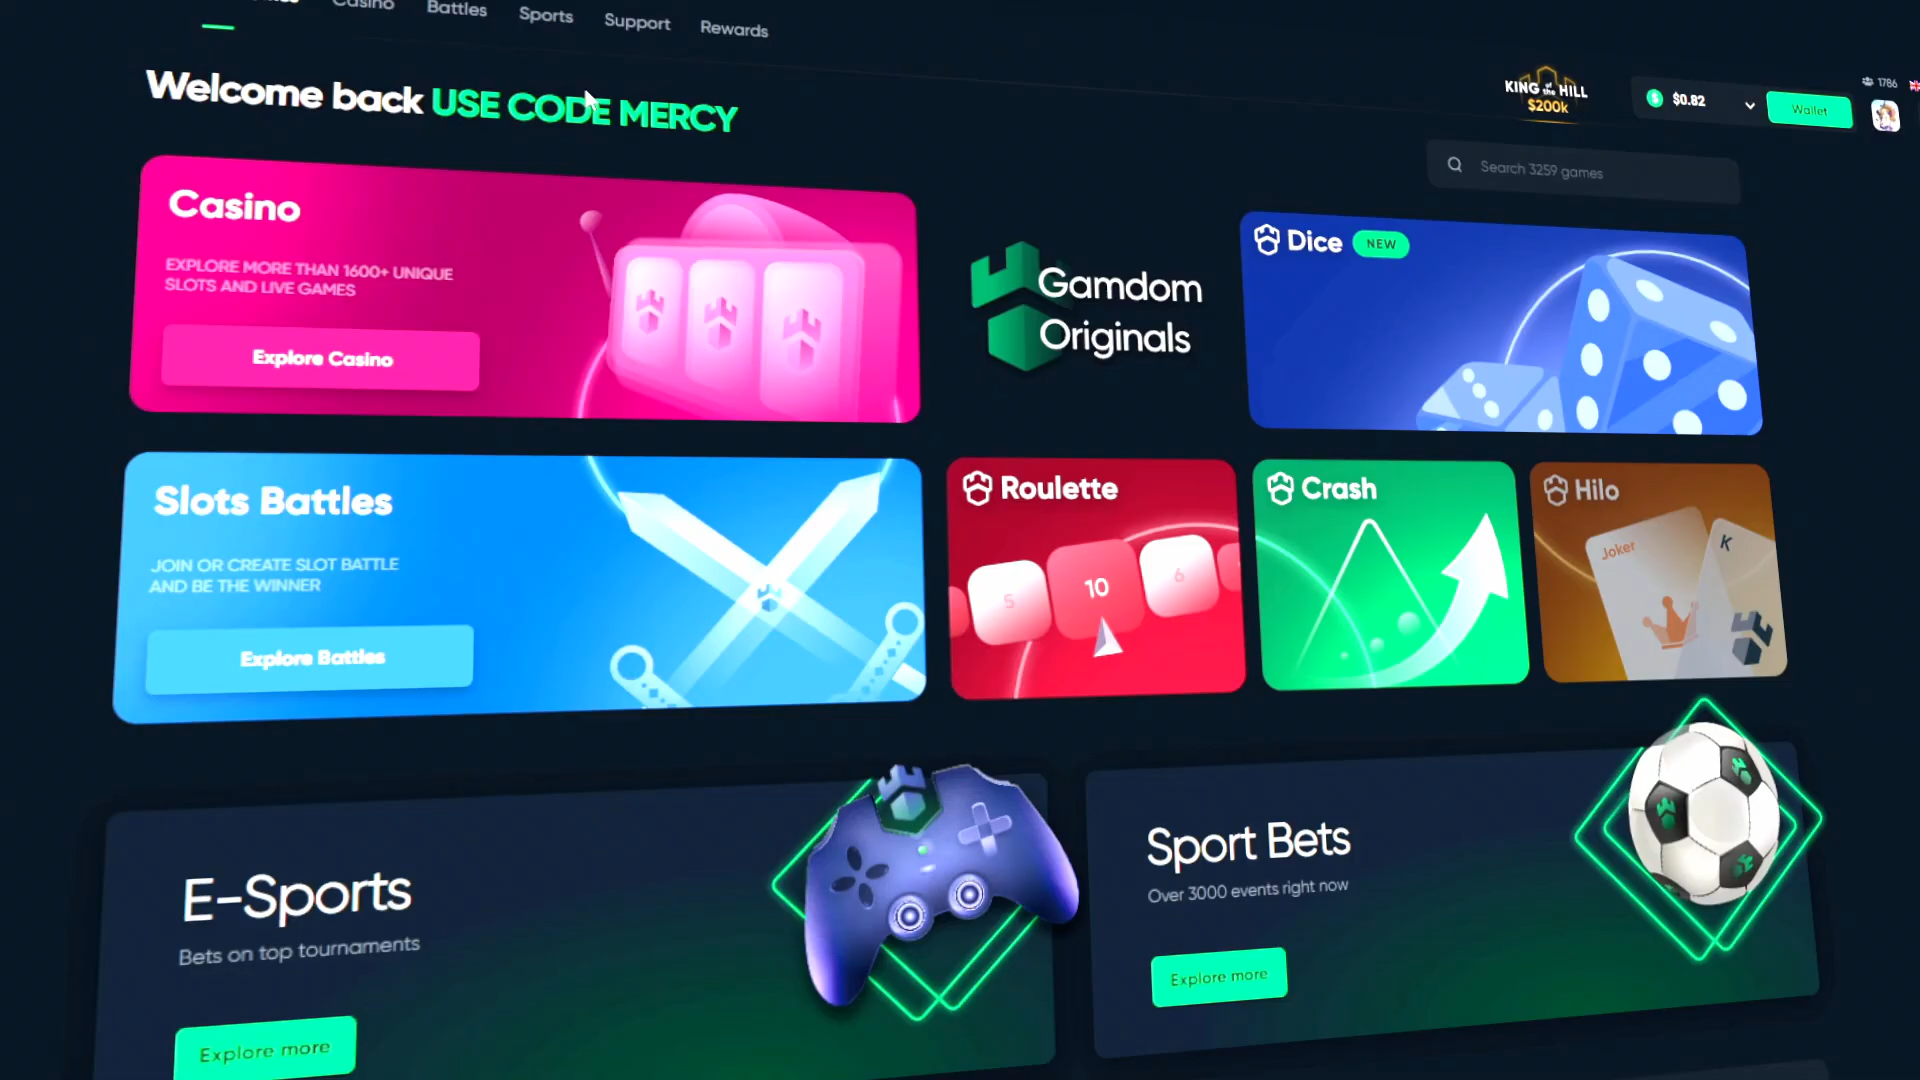 Casino
Battles
Sports
Support
Rewards
Welcome back USE CODE MERCY
KING of the HILL
$200k
$0.82
Wallet
1786
Search 3259 games
Casino
EXPLORE MORE THAN 1600+ UNIQUE
SLOTS AND LIVE GAMES
Explore Casino
Gamdom
Originals
Dice
NEW
Slots Battles
JOIN OR CREATE SLOT BATTLE
AND BE THE WINNER
Explore Battles
Roulette
5
10
6
Crash
Hilo
Joker
K
E-Sports
Bets on top tournaments
Explore more
Sport Bets
Over 3000 events right now
Explore more